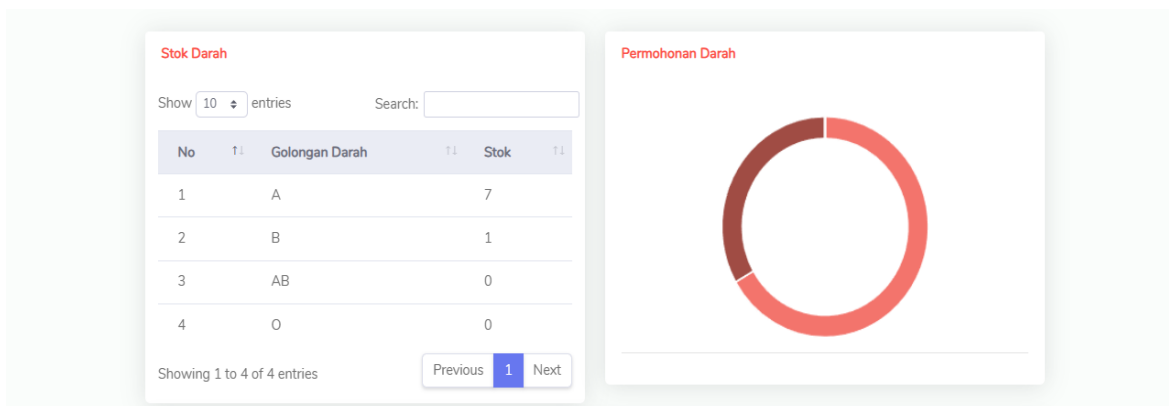 Stok Darah
Show 10 entries Search:
No Golongan Darah Stok
1 A 7
2 B 1
3 AB 0
4 O 0
Showing 1 to 4 of 4 entries Previous 1 Next
Permohonan Darah